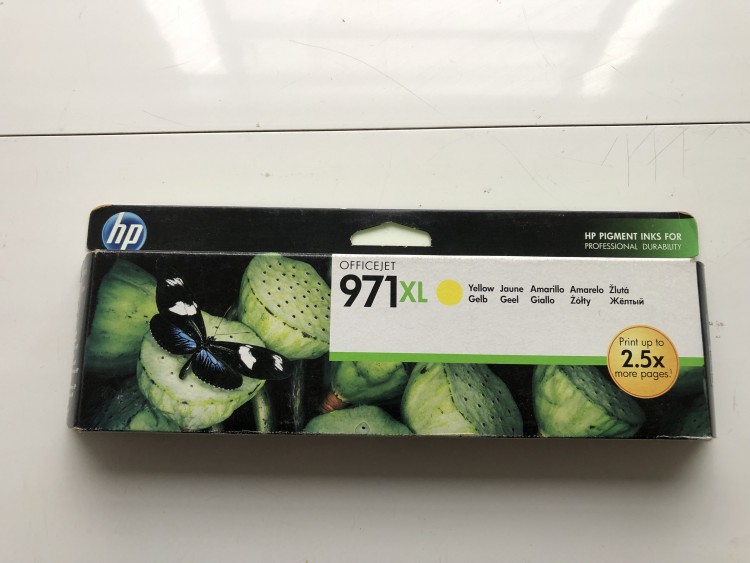 hp
HP PIGMENT INKS FOR
PROFESSIONAL DURABILITY
OFFICEJET
971XL
Yellow Jaune Amarillo Amarelo Žlutá
Gelb Geel Giallo Żółty Жёлтый
Print up to
2.5x
more pages.¹